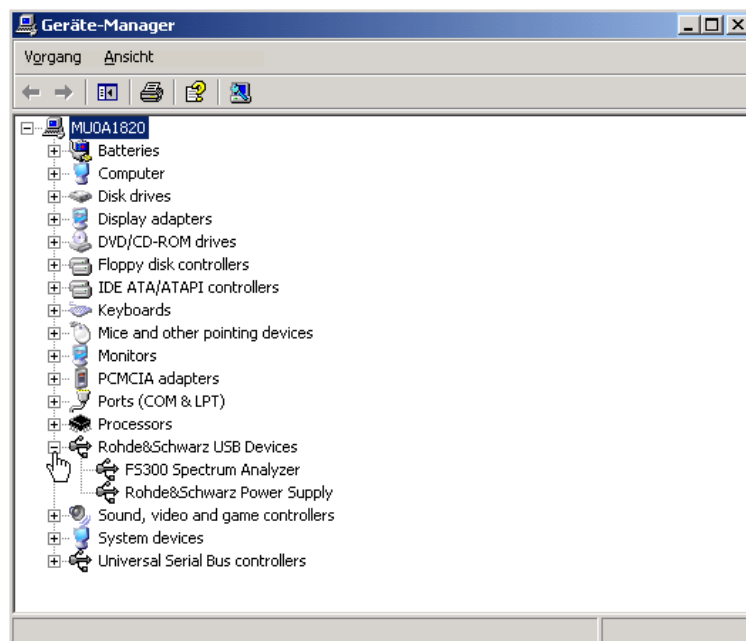 Geräte-Manager
Vorgang Ansicht
MU0A1820
Batteries
Computer
Disk drives
Display adapters
DVD/CD-ROM drives
Floppy disk controllers
IDE ATA/ATAPI controllers
Keyboards
Mice and other pointing devices
Monitors
PCMCIA adapters
Ports (COM & LPT)
Processors
Rohde&Schwarz USB Devices
FS300 Spectrum Analyzer
Rohde&Schwarz Power Supply
Sound, video and game controllers
System devices
Universal Serial Bus controllers